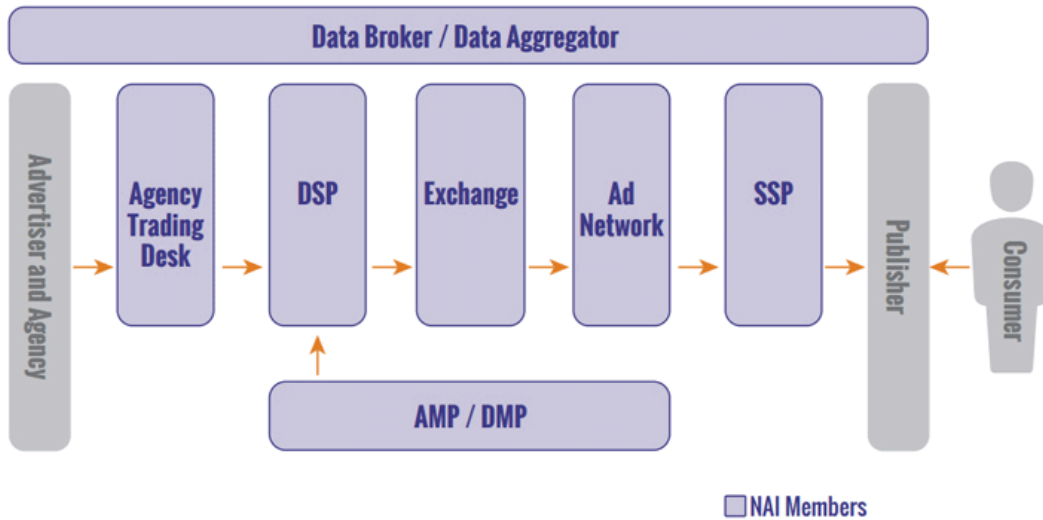 Data Broker / Data Aggregator
Advertiser and Agency
Agency
Trading
Desk
DSP
Exchange
Ad
Network
SSP
Publisher
Consumer
AMP / DMP
NAI Members